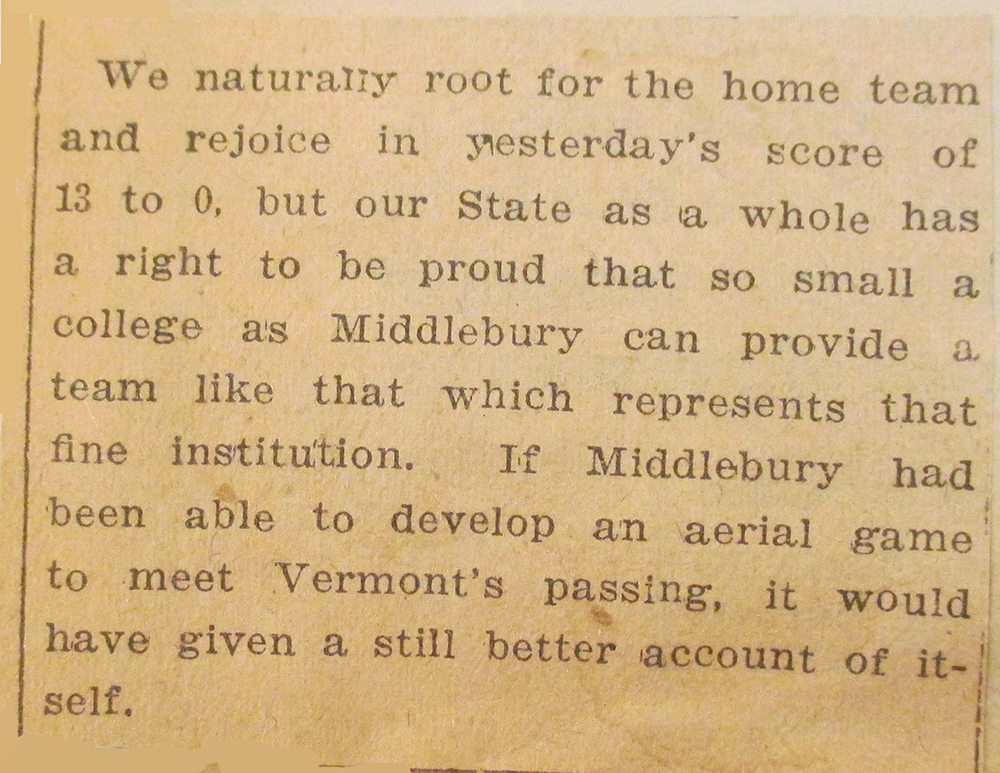 We naturally root for the home team
and rejoice in yesterday's score of
13 to 0, but our State as a whole has
a right to be proud that so small a
college as Middlebury can provide a
team like that which represents that
fine institution. If Middlebury had
been able to develop an aerial game
to meet Vermont's passing, it would
have given a still better account of it-
self.